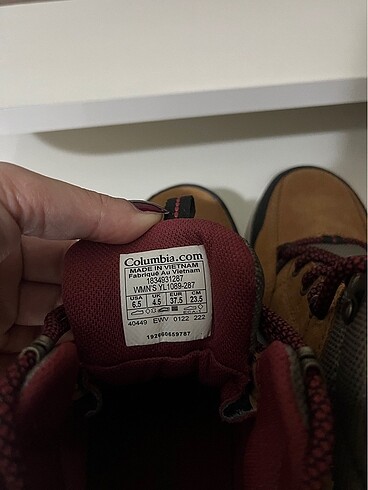 Columbia.com
MADE IN VIETNAM
Fabriqué Au Vietnam
1834931287
WMN'S YL1089-287
USA UK EUR CM
6.5 4.5 37.5 23.5
40449 EWV 0122 222
192660659787